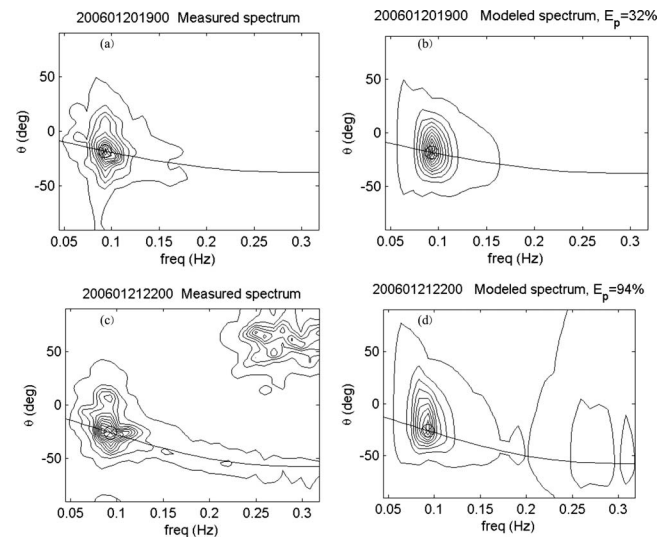 200601201900 Measured spectrum
(a)
50
0
-50
θ (deg)
0.05 0.1 0.15 0.2 0.25 0.3
freq (Hz)
200601201900 Modeled spectrum, Ep=32%
(b)
50
0
-50
θ (deg)
0.05 0.1 0.15 0.2 0.25 0.3
freq (Hz)
200601212200 Measured spectrum
(c)
50
0
-50
θ (deg)
0.05 0.1 0.15 0.2 0.25 0.3
freq (Hz)
200601212200 Modeled spectrum, Ep=94%
(d)
50
0
-50
θ (deg)
0.05 0.1 0.15 0.2 0.25 0.3
freq (Hz)